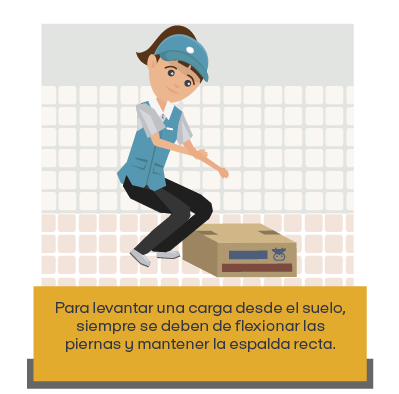 Para levantar una carga desde el suelo,
siempre se deben de flexionar las
piernas y mantener la espalda recta.